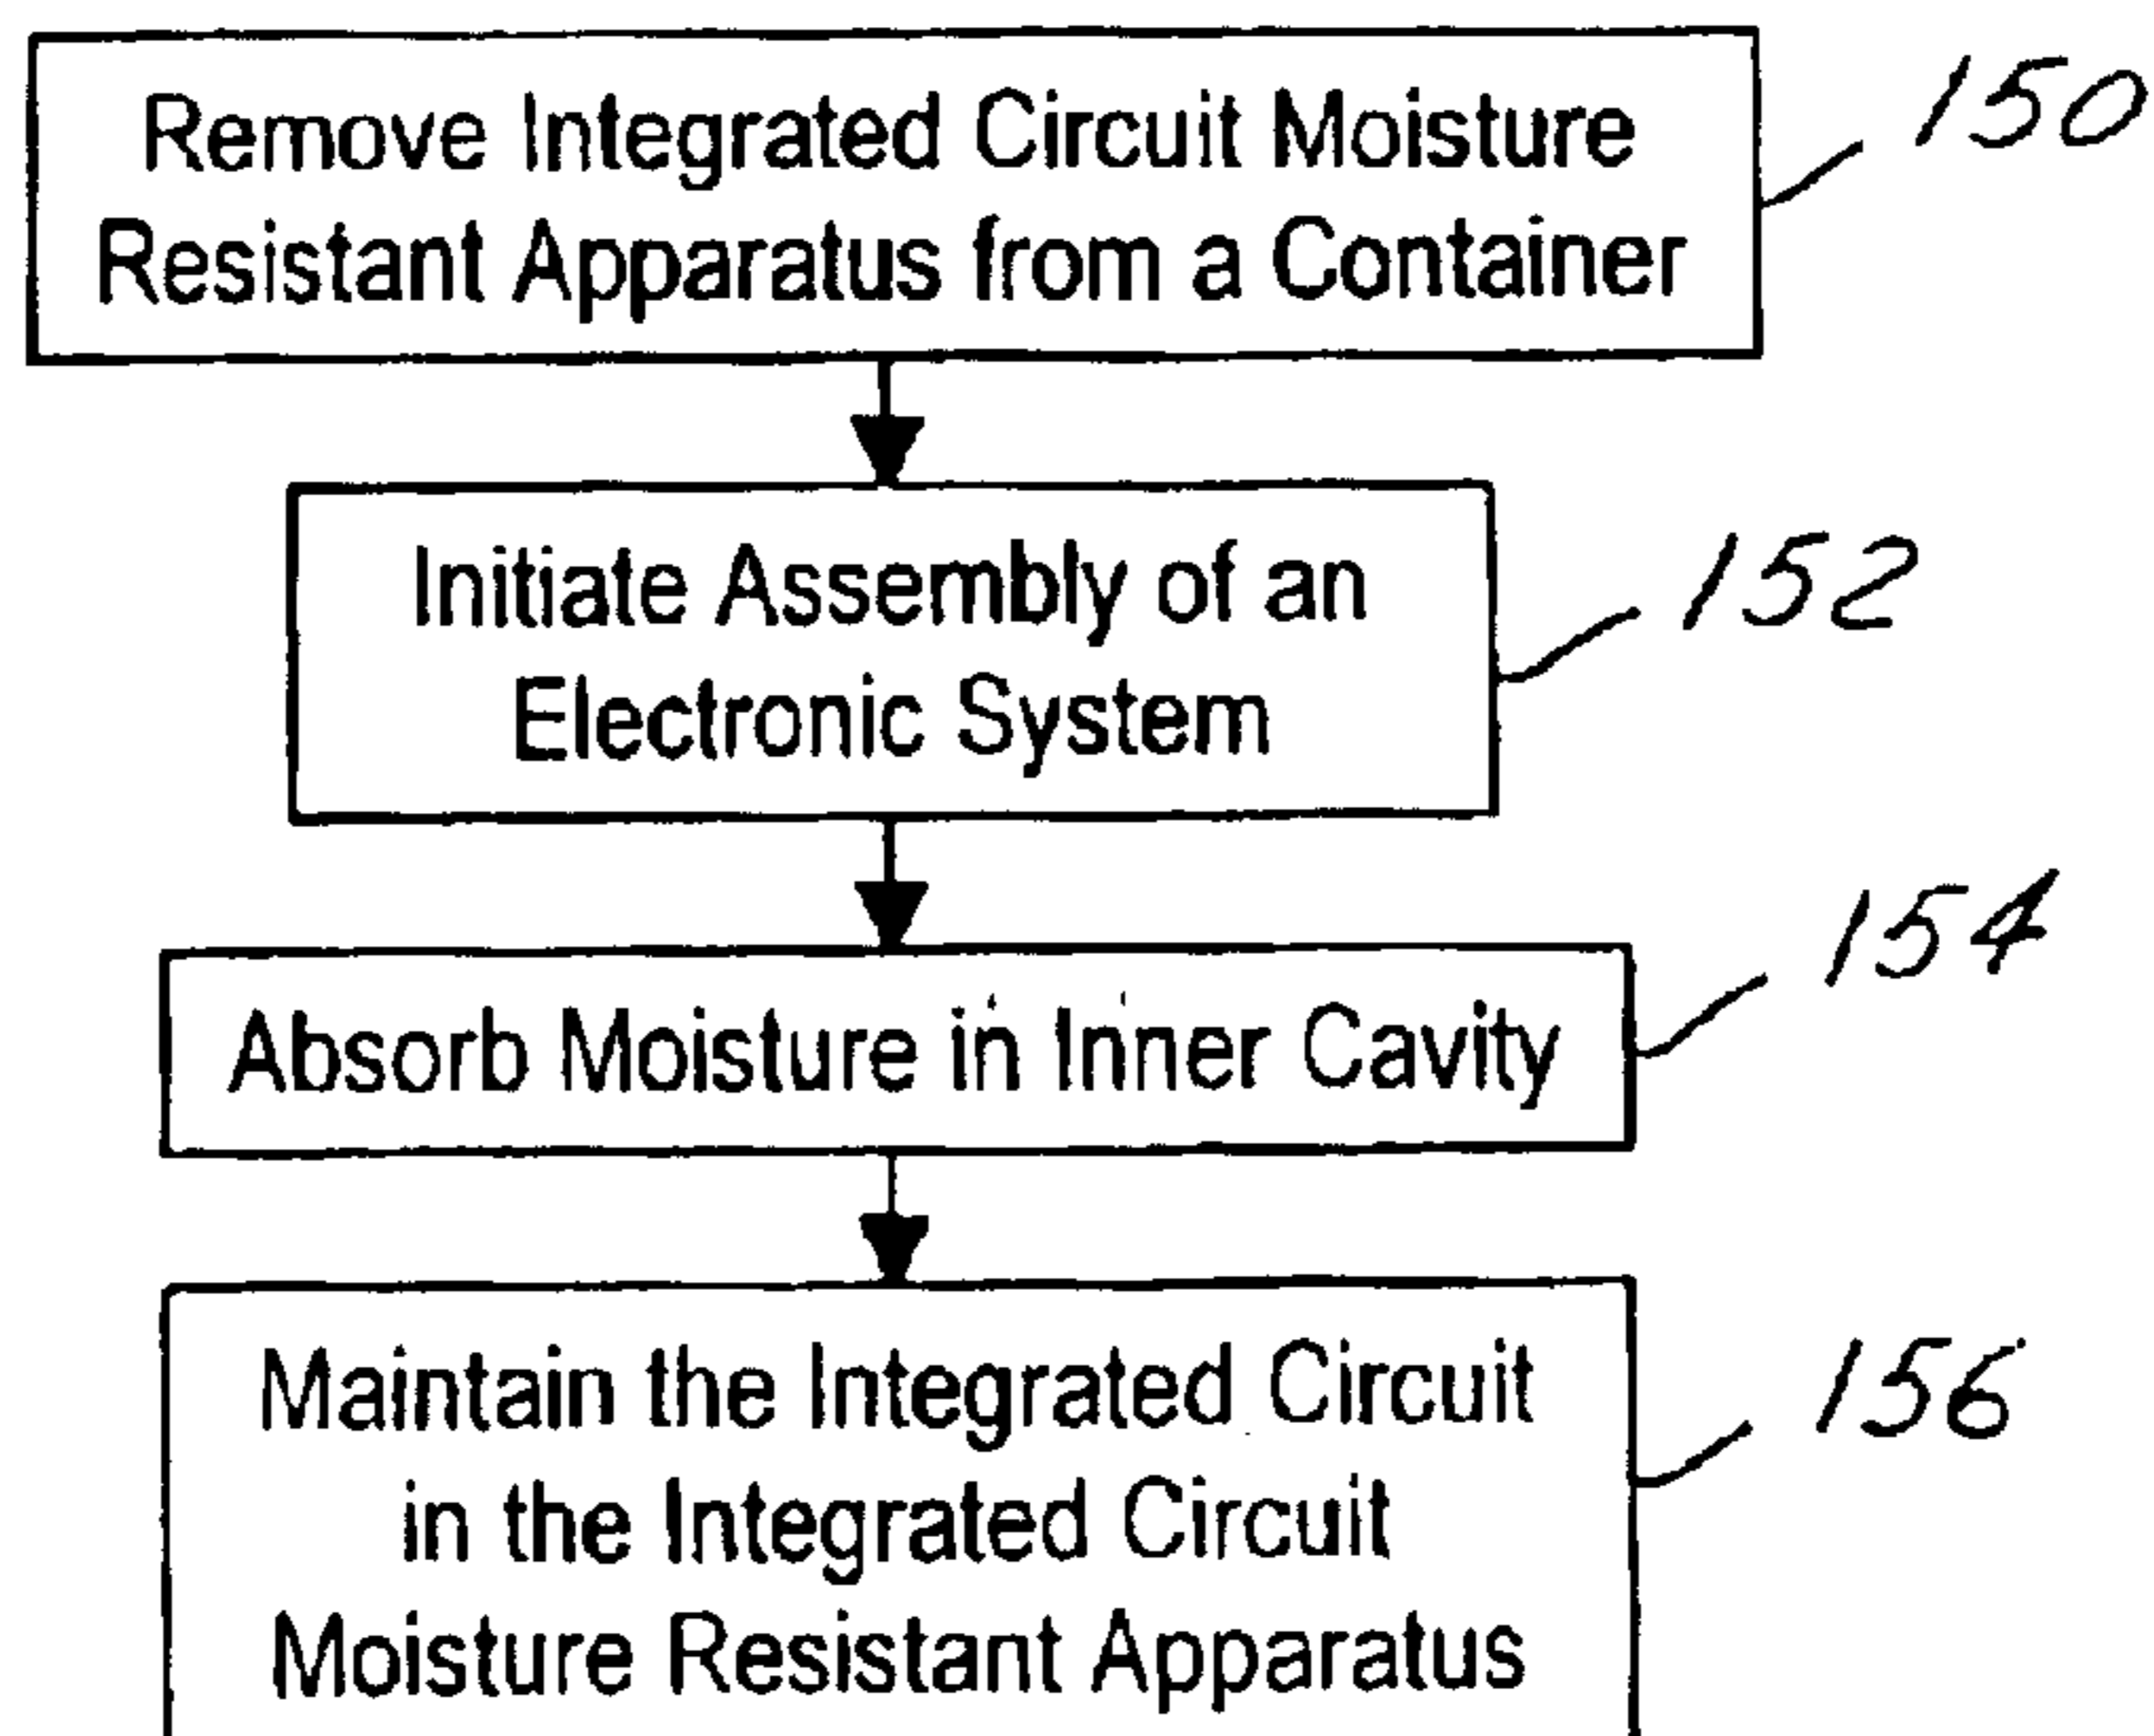 Remove Integrated Circuit Moisture
Resistant Apparatus from a Container
150
Initiate Assembly of an
Electronic System
152
Absorb Moisture in Inner Cavity
154
Maintain the Integrated Circuit
in the Integrated Circuit
Moisture Resistant Apparatus
156